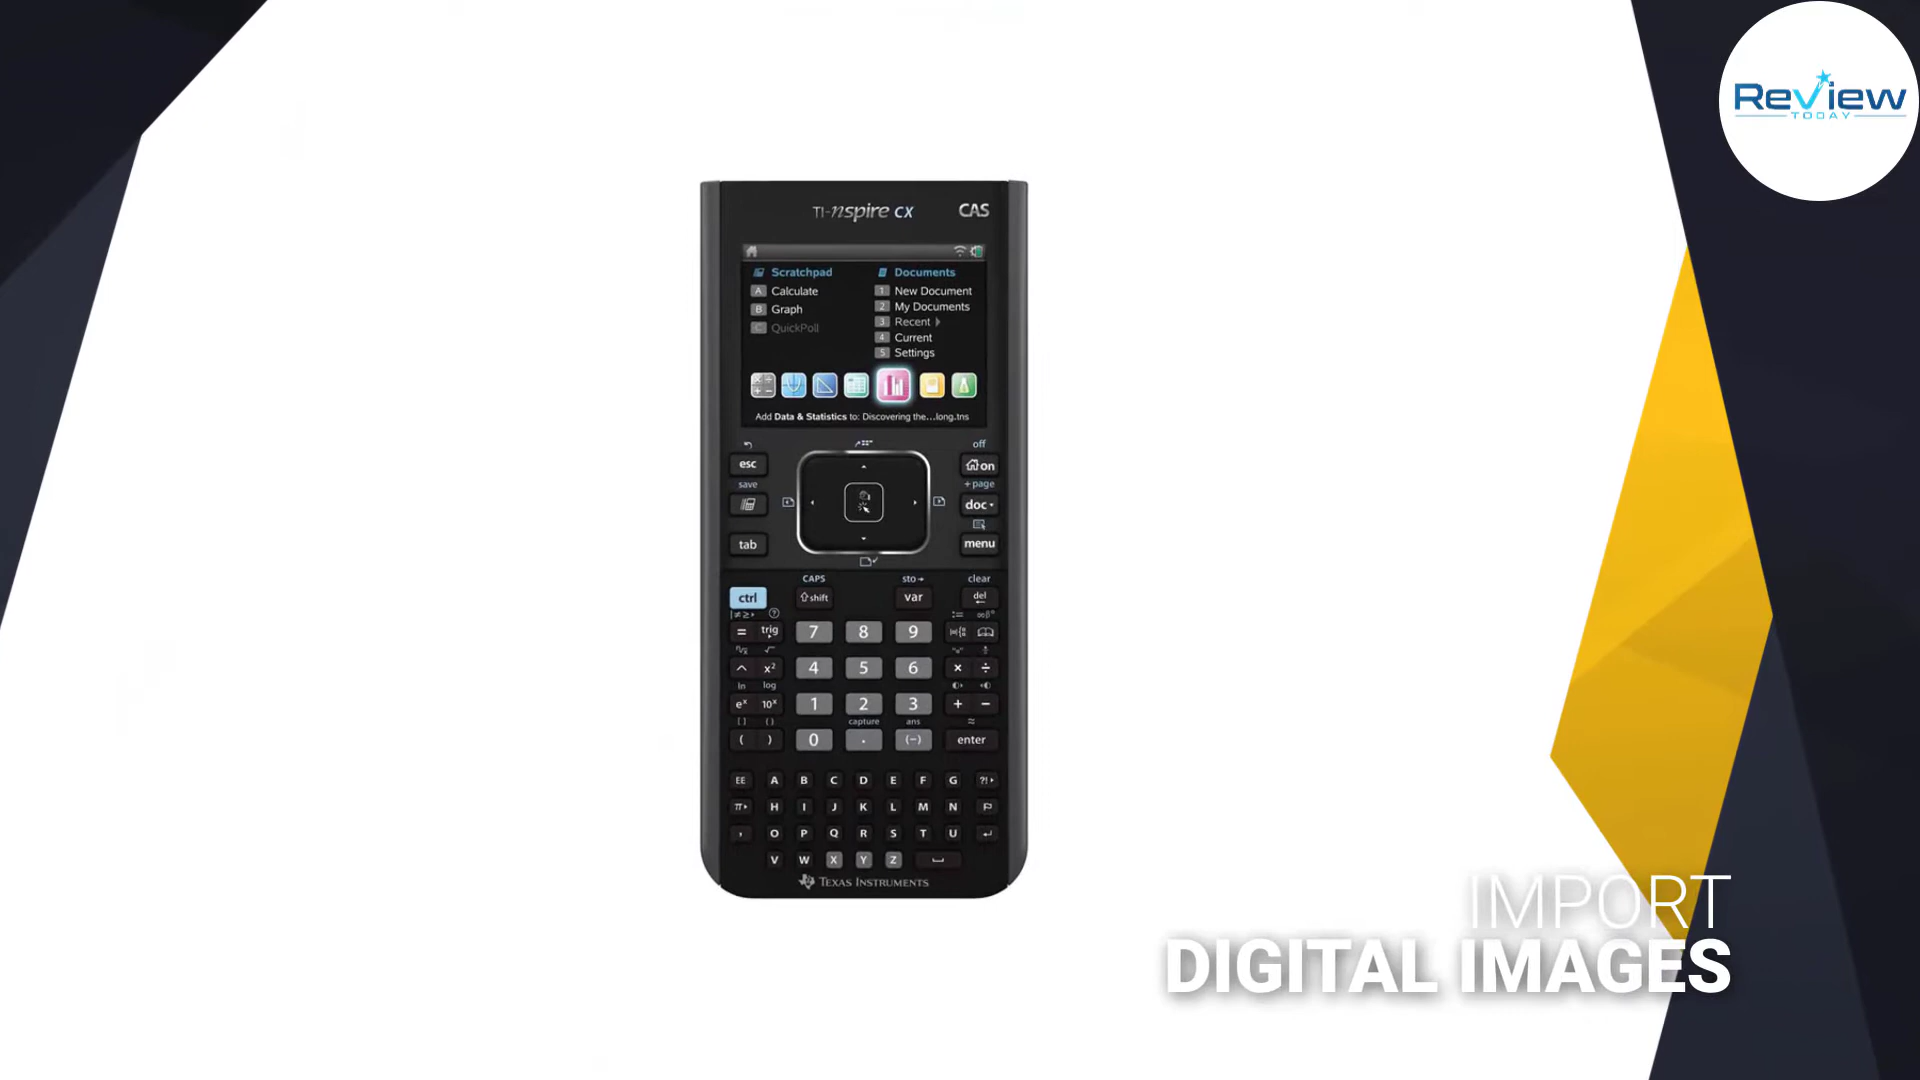 Review
TODAY
TI-nspire CX CAS
Scratchpad
A Calculate
B Graph
C QuickPoll
Documents
1 New Document
2 My Documents
3 Recent
4 Current
5 Settings
Add Data & Statistics to: Discovering the...long.tns
off
esc
on
save
+ page
doc
tab
menu
CAPS
sto
clear
ctrl
shift
var
del
= trig 7 8 9
^ x² 4 5 6 × ÷
ln log
eˣ 10ˣ 1 2 3 + −
[ ] { }
capture
ans
≈
( ) 0 . (−) enter
EE A B C D E F G ?!
π H I J K L M N
, O P Q R S T U
V W X Y Z
TEXAS INSTRUMENTS
IMPORT
DIGITAL IMAGES